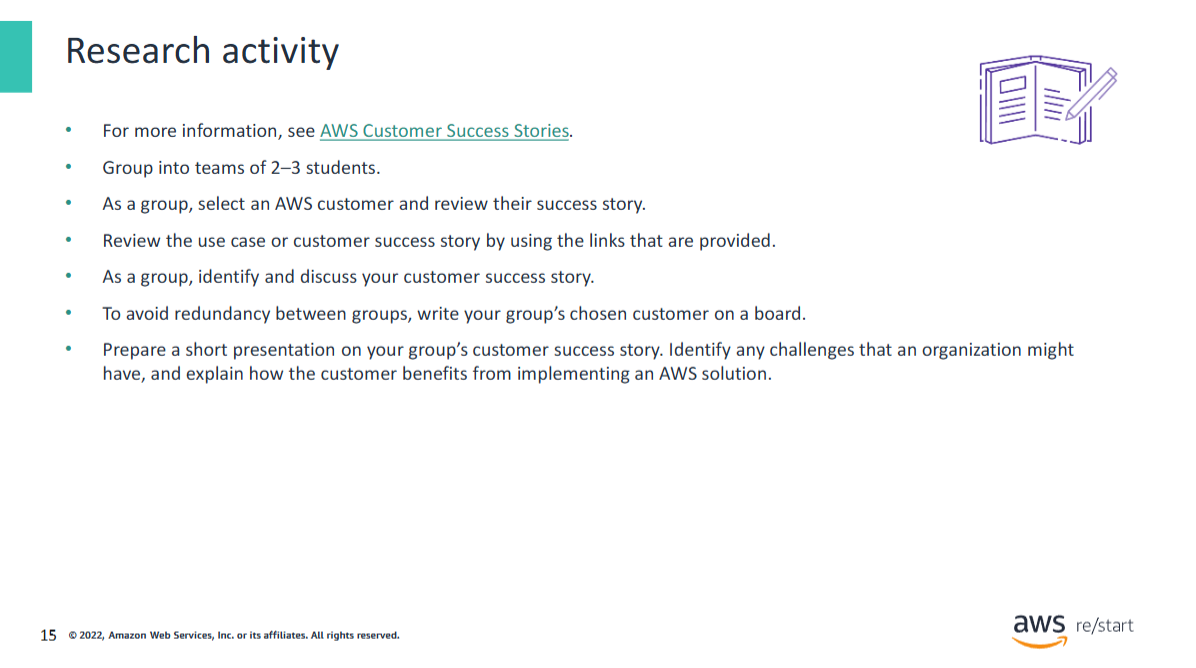 Research activity
• For more information, see AWS Customer Success Stories.
• Group into teams of 2–3 students.
• As a group, select an AWS customer and review their success story.
• Review the use case or customer success story by using the links that are provided.
• As a group, identify and discuss your customer success story.
• To avoid redundancy between groups, write your group’s chosen customer on a board.
• Prepare a short presentation on your group’s customer success story. Identify any challenges that an organization might
have, and explain how the customer benefits from implementing an AWS solution.
15 © 2022, Amazon Web Services, Inc. or its affiliates. All rights reserved.
aws re/start